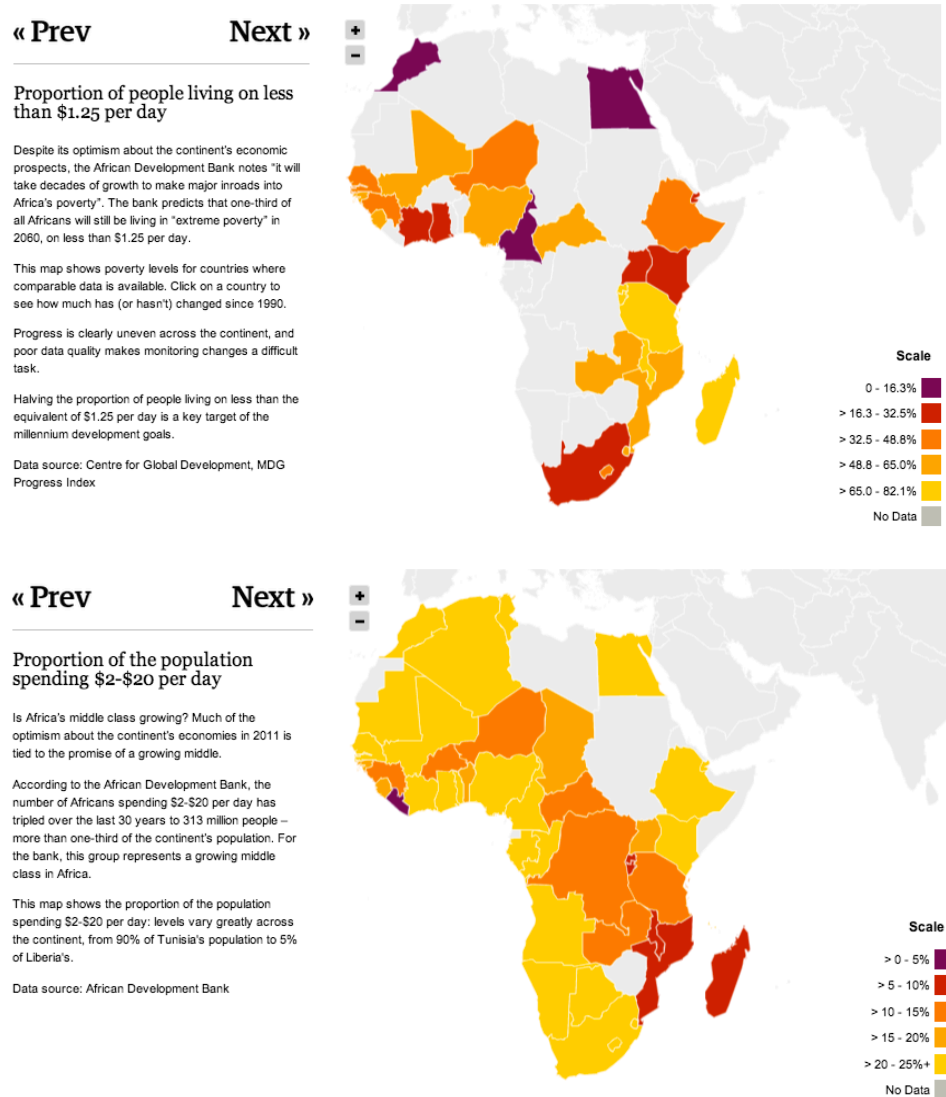 « Prev
Next »
+
−
Proportion of people living on less
than $1.25 per day
Despite its optimism about the continent's economic
prospects, the African Development Bank notes “it will
take decades of growth to make major inroads into
Africa's poverty”. The bank predicts that one-third of
all Africans will still be living in “extreme poverty” in
2060, on less than $1.25 per day.
This map shows poverty levels for countries where
comparable data is available. Click on a country to
see how much has (or hasn't) changed since 1990.
Progress is clearly uneven across the continent, and
poor data quality makes monitoring changes a difficult
task.
Halving the proportion of people living on less than the
equivalent of $1.25 per day is a key target of the
millennium development goals.
Data source: Centre for Global Development, MDG
Progress Index
Scale
0 - 16.3%
> 16.3 - 32.5%
> 32.5 - 48.8%
> 48.8 - 65.0%
> 65.0 - 82.1%
No Data
« Prev
Next »
+
−
Proportion of the population
spending $2-$20 per day
Is Africa's middle class growing? Much of the
optimism about the continent's economies in 2011 is
tied to the promise of a growing middle.
According to the African Development Bank, the
number of Africans spending $2-$20 per day has
tripled over the last 30 years to 313 million people –
more than one-third of the continent's population. For
the bank, this group represents a growing middle
class in Africa.
This map shows the proportion of the population
spending $2-$20 per day: levels vary greatly across
the continent, from 90% of Tunisia's population to 5%
of Liberia's.
Data source: African Development Bank
Scale
> 0 - 5%
> 5 - 10%
> 10 - 15%
> 15 - 20%
> 20 - 25%+
No Data